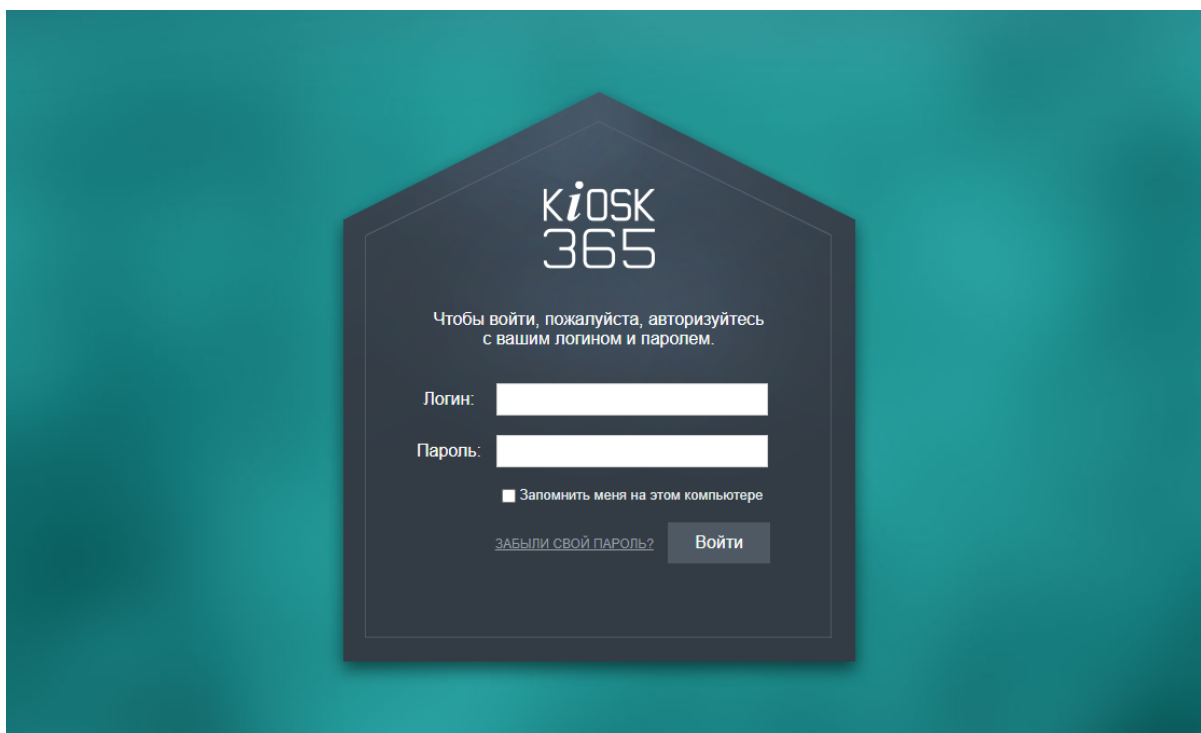 KiOSK
365
Чтобы войти, пожалуйста, авторизуйтесь
с вашим логином и паролем.
Логин:
Пароль:
Запомнить меня на этом компьютере
ЗАБЫЛИ СВОЙ ПАРОЛЬ? Войти